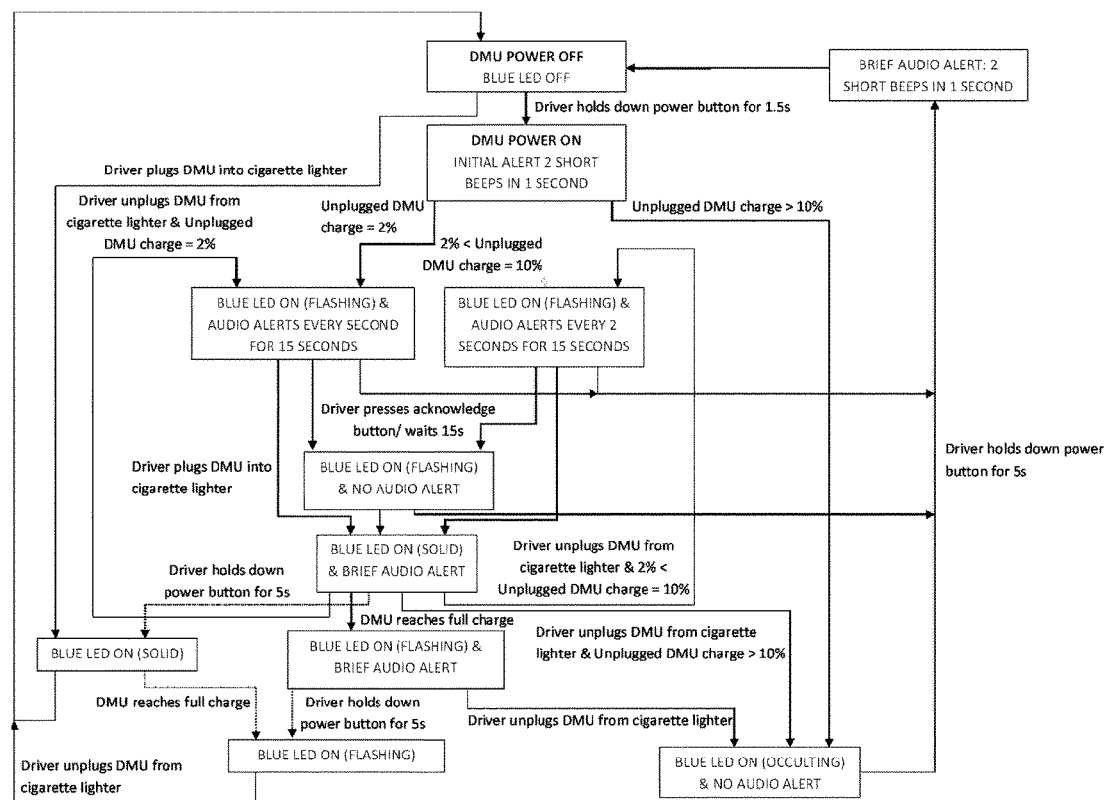 DMU POWER OFF
BLUE LED OFF
BRIEF AUDIO ALERT: 2
SHORT BEEPS IN 1 SECOND
Driver holds down power button for 1.5s
DMU POWER ON
INITIAL ALERT 2 SHORT
BEEPS IN 1 SECOND
Driver plugs DMU into cigarette lighter
Driver unplugs DMU from
cigarette lighter & Unplugged
DMU charge = 2%
Unplugged DMU
charge = 2%
Unplugged DMU charge > 10%
2% < Unplugged
DMU charge = 10%
BLUE LED ON (FLASHING) &
AUDIO ALERTS EVERY SECOND
FOR 15 SECONDS
BLUE LED ON (FLASHING) &
AUDIO ALERTS EVERY 2
SECONDS FOR 15 SECONDS
Driver presses acknowledge
button/ waits 15s
Driver holds down power
button for 5s
Driver plugs DMU into
cigarette lighter
BLUE LED ON (FLASHING)
& NO AUDIO ALERT
BLUE LED ON (SOLID)
& BRIEF AUDIO ALERT
Driver unplugs DMU from
cigarette lighter & 2% <
Unplugged DMU charge = 10%
Driver holds down
power button for 5s
DMU reaches full charge
BLUE LED ON (SOLID)
BLUE LED ON (FLASHING) &
BRIEF AUDIO ALERT
Driver unplugs DMU from cigarette
lighter & Unplugged DMU charge > 10%
DMU reaches full charge
Driver holds down
power button for 5s
Driver unplugs DMU from cigarette lighter
BLUE LED ON (FLASHING)
Driver unplugs DMU from
cigarette lighter
BLUE LED ON (OCCULTING)
& NO AUDIO ALERT